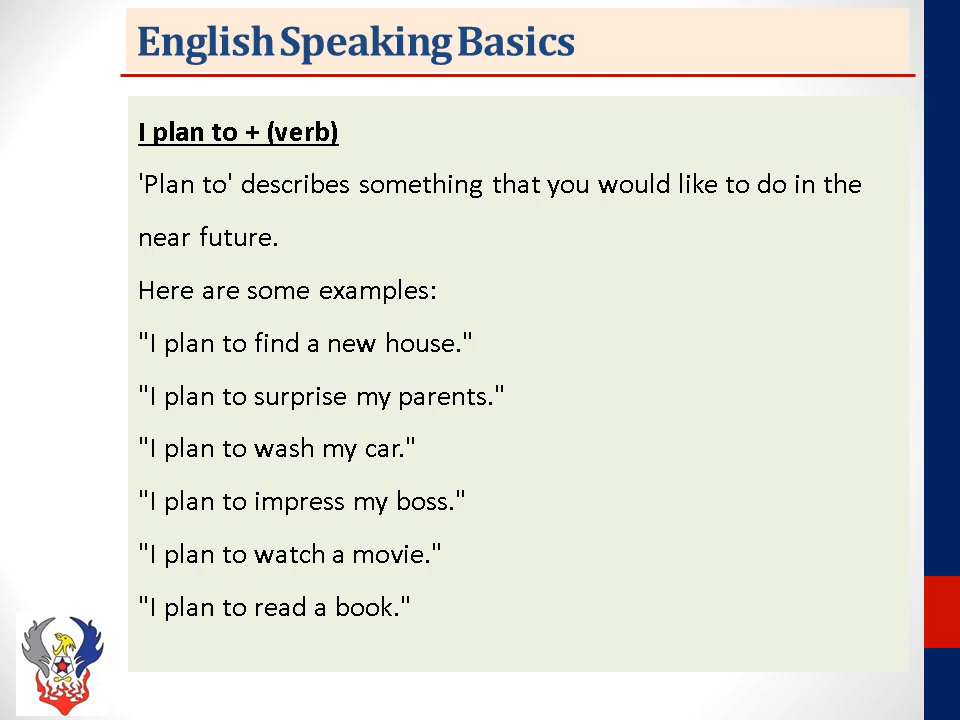 English Speaking Basics
I plan to + (verb)
'Plan to' describes something that you would like to do in the
near future.
Here are some examples:
"I plan to find a new house."
"I plan to surprise my parents."
"I plan to wash my car."
"I plan to impress my boss."
"I plan to watch a movie."
"I plan to read a book."